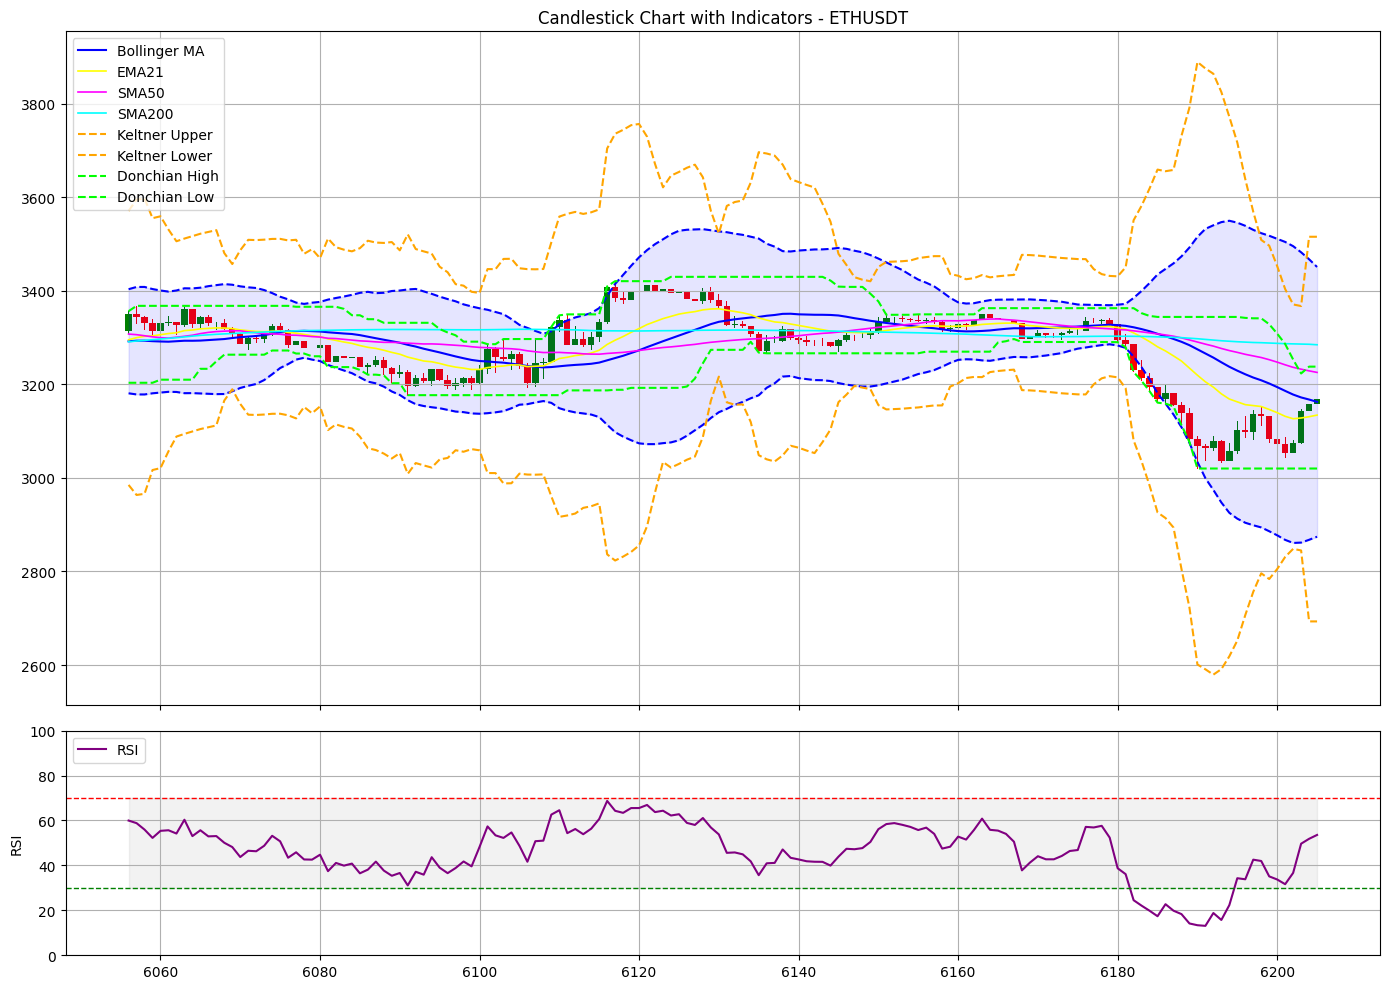 Candlestick Chart with Indicators - ETHUSDT
Bollinger MA
EMA21
SMA50
SMA200
Keltner Upper
Keltner Lower
Donchian High
Donchian Low
3800
3600
3400
3200
3000
2800
2600
RSI
100
80
60
40
20
0
RSI
6060 6080 6100 6120 6140 6160 6180 6200